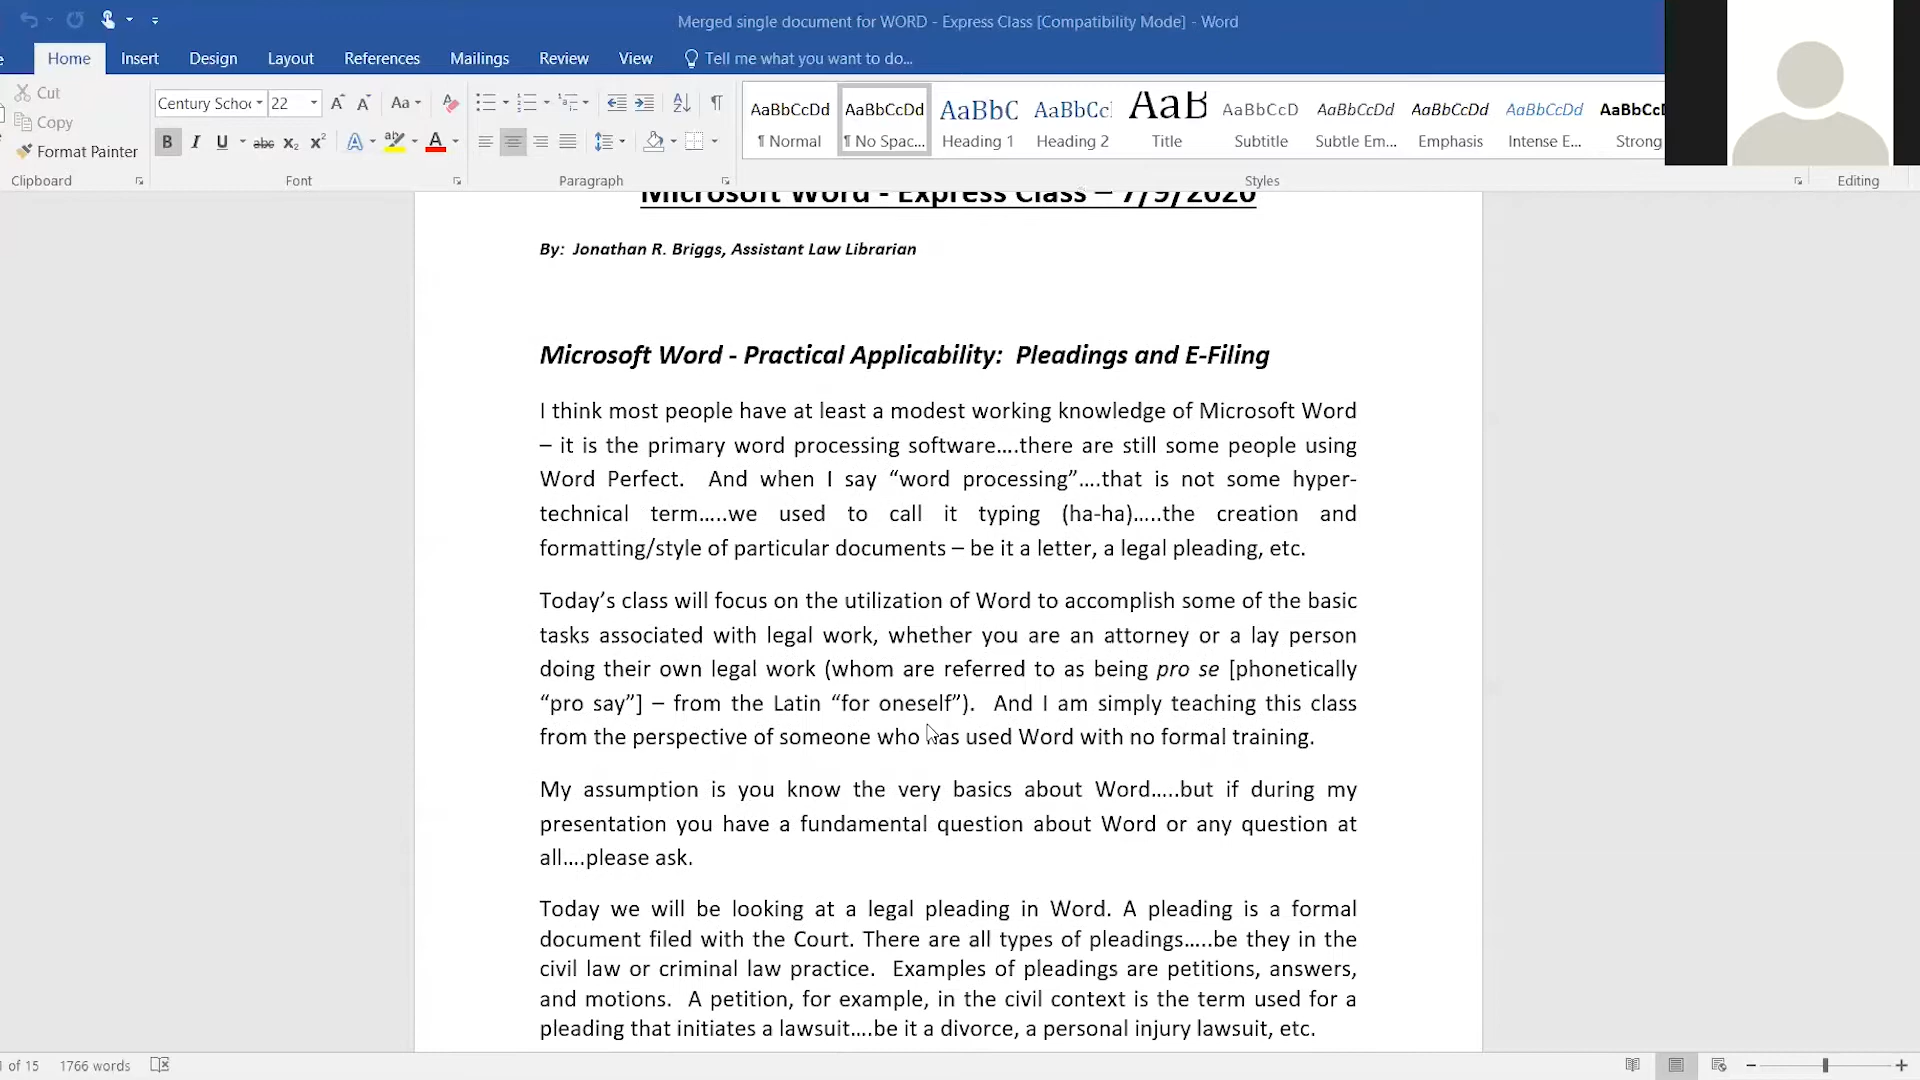 Merged single document for WORD - Express Class [Compatibility Mode] - Word
Home Insert Design Layout References Mailings Review View Tell me what you want to do...
Cut
Copy
Format Painter
Clipboard
22
Font
Paragraph
AaBbCcDd AaBbCcDd AaBbC AaBbCcl AaB AaBbCcD AaBbCcDd AaBbCcDd AaBbCcDd AaBbCcD
¶ Normal ¶ No Spac... Heading 1 Heading 2 Title Subtitle Subtle Em... Emphasis Intense E... Strong
Styles
Editing
Microsoft Word - Express Class – 7/9/2020
By: Jonathan R. Briggs, Assistant Law Librarian
Microsoft Word - Practical Applicability: Pleadings and E-Filing
I think most people have at least a modest working knowledge of Microsoft Word
– it is the primary word processing software….there are still some people using
Word Perfect. And when I say “word processing”….that is not some hyper-
technical term…..we used to call it typing (ha-ha)…..the creation and
formatting/style of particular documents – be it a letter, a legal pleading, etc.
Today’s class will focus on the utilization of Word to accomplish some of the basic
tasks associated with legal work, whether you are an attorney or a lay person
doing their own legal work (whom are referred to as being pro se [phonetically
“pro say”] – from the Latin “for oneself”). And I am simply teaching this class
from the perspective of someone who has used Word with no formal training.
My assumption is you know the very basics about Word…..but if during my
presentation you have a fundamental question about Word or any question at
all….please ask.
Today we will be looking at a legal pleading in Word. A pleading is a formal
document filed with the Court. There are all types of pleadings…..be they in the
civil law or criminal law practice. Examples of pleadings are petitions, answers,
and motions. A petition, for example, in the civil context is the term used for a
pleading that initiates a lawsuit….be it a divorce, a personal injury lawsuit, etc.
of 15 1766 words